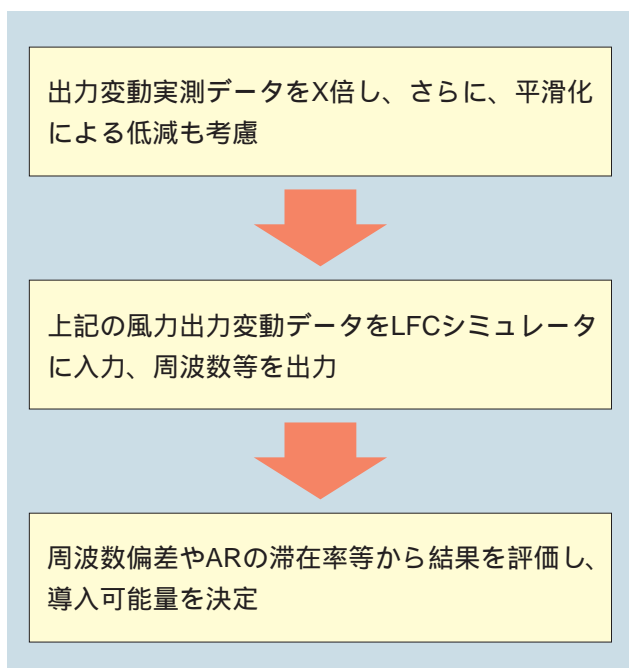 出力変動実測データをX倍し、さらに、平滑化
による低減も考慮
上記の風力出力変動データをLFCシミュレータ
に入力、周波数等を出力
周波数偏差やARの滞在率等から結果を評価し、
導入可能量を決定